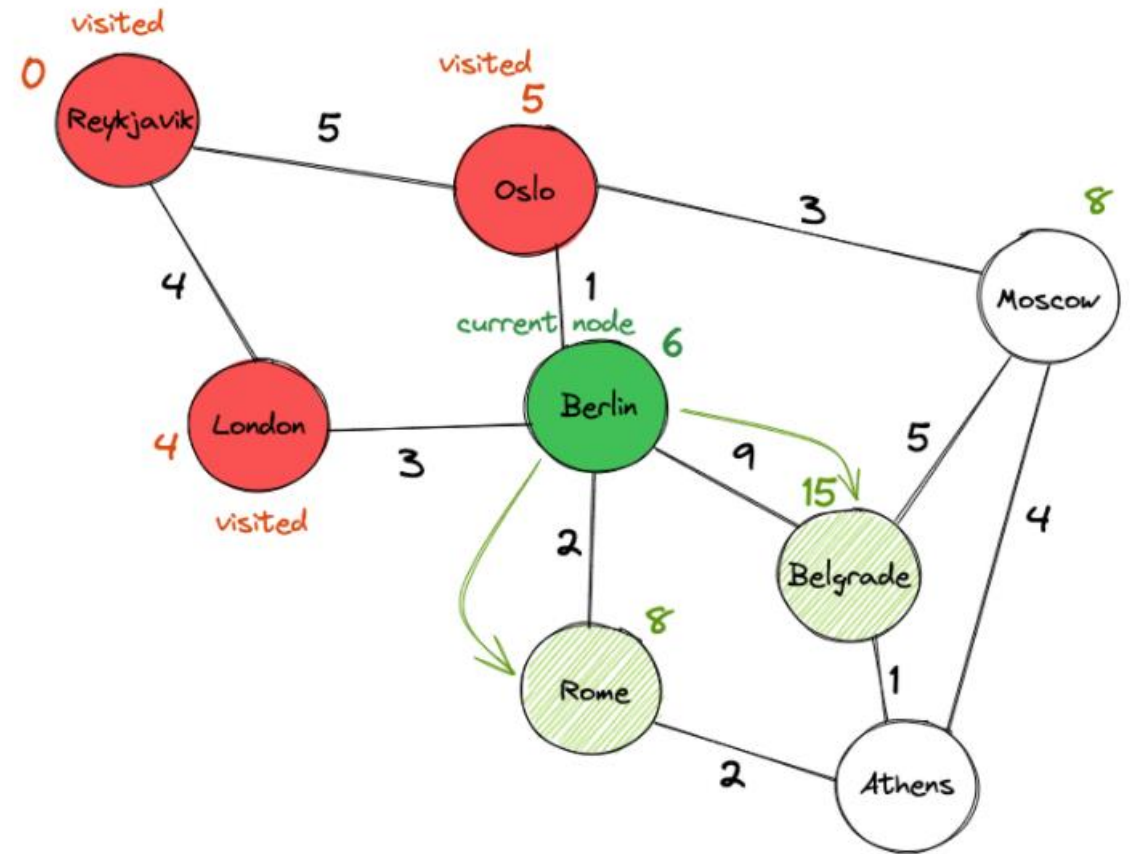 visited
0
Reykjavik
visited
5
5
Oslo
3
8
Moscow
4
1
current node
6
Berlin
London
4
3
visited
9
5
15
4
2
Belgrade
8
Rome
1
2
Athens